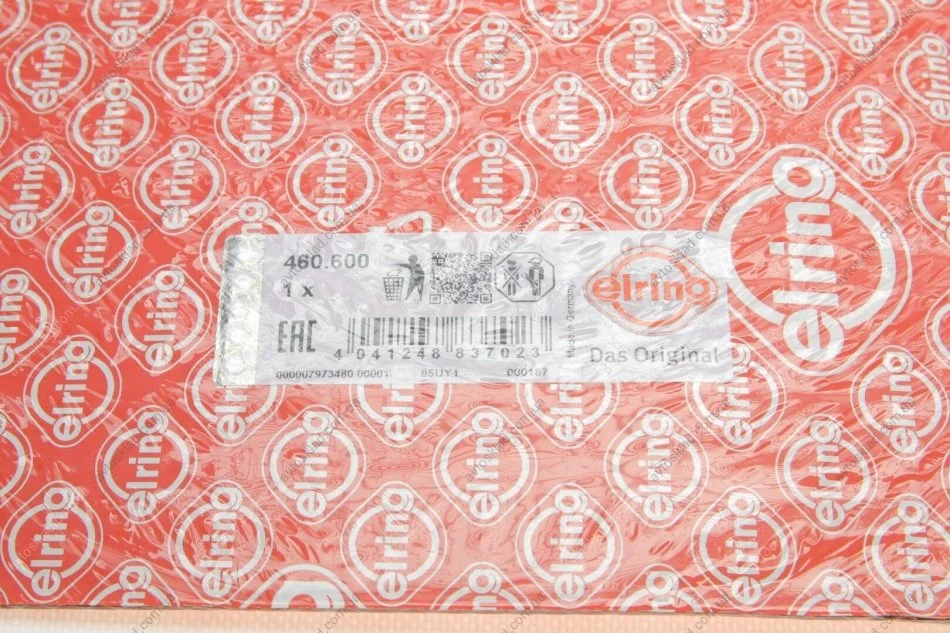 460.600
1 x
EAC
4 041248 837023
Made in Germany
elring
Das Original
000007973480 00001 95UY1 000187
elring